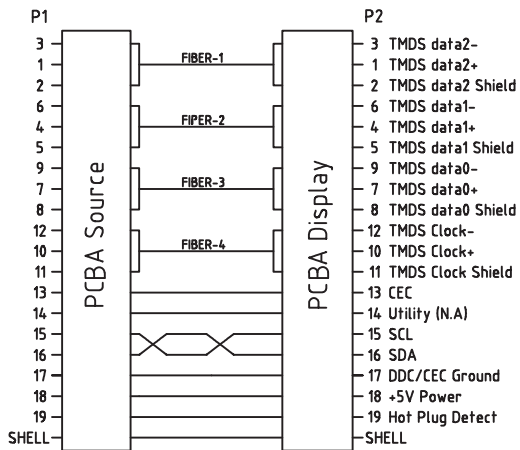 P1 P2
3 3 TMDS data2-
1 FIBER-1 1 TMDS data2+
2 2 TMDS data2 Shield
6 6 TMDS data1-
4 FIPER-2 4 TMDS data1+
5 5 TMDS data1 Shield
9 9 TMDS data0-
7 FIBER-3 7 TMDS data0+
8 8 TMDS data0 Shield
12 12 TMDS Clock-
10 FIBER-4 10 TMDS Clock+
11 11 TMDS Clock Shield
13 13 CEC
14 14 Utility (N.A)
15 15 SCL
16 16 SDA
17 17 DDC/CEC Ground
18 18 +5V Power
19 19 Hot Plug Detect
SHELL SHELL
PCBA Source
PCBA Display